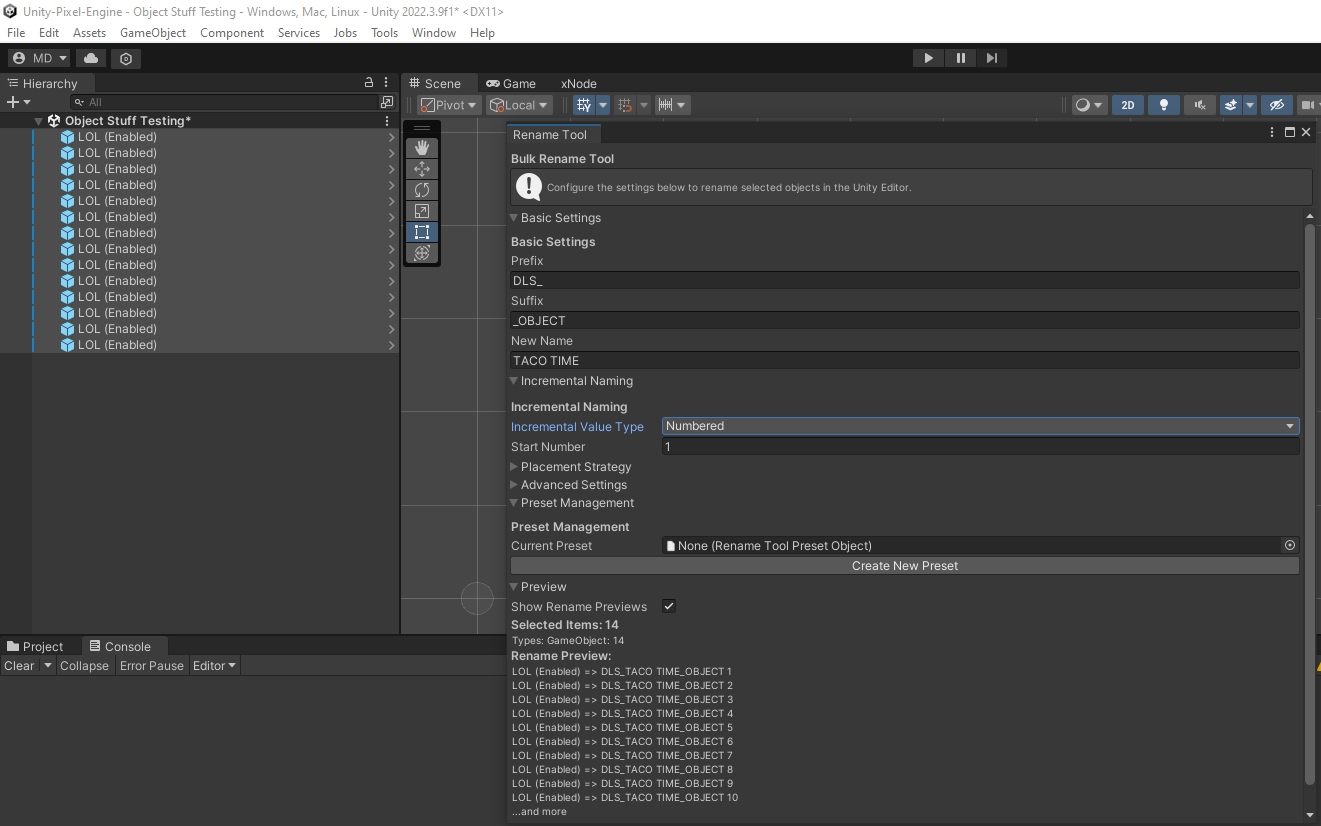 Unity-Pixel-Engine - Object Stuff Testing - Windows, Mac, Linux - Unity 2022.3.9f1* <DX11>
File Edit Assets GameObject Component Services Jobs Tools Window Help
MD
Hierarchy
All
Object Stuff Testing*
LOL (Enabled)
LOL (Enabled)
LOL (Enabled)
LOL (Enabled)
LOL (Enabled)
LOL (Enabled)
LOL (Enabled)
LOL (Enabled)
LOL (Enabled)
LOL (Enabled)
LOL (Enabled)
LOL (Enabled)
LOL (Enabled)
LOL (Enabled)
Scene Game xNode
Pivot Local 2D
Rename Tool
Bulk Rename Tool
Configure the settings below to rename selected objects in the Unity Editor.
Basic Settings
Basic Settings
Prefix
DLS_
Suffix
_OBJECT
New Name
TACO TIME
Incremental Naming
Incremental Naming
Incremental Value Type Numbered
Start Number 1
Placement Strategy
Advanced Settings
Preset Management
Preset Management
Current Preset None (Rename Tool Preset Object)
Create New Preset
Preview
Show Rename Previews
Selected Items: 14
Types: GameObject: 14
Rename Preview:
LOL (Enabled) => DLS_TACO TIME_OBJECT 1
LOL (Enabled) => DLS_TACO TIME_OBJECT 2
LOL (Enabled) => DLS_TACO TIME_OBJECT 3
LOL (Enabled) => DLS_TACO TIME_OBJECT 4
LOL (Enabled) => DLS_TACO TIME_OBJECT 5
LOL (Enabled) => DLS_TACO TIME_OBJECT 6
LOL (Enabled) => DLS_TACO TIME_OBJECT 7
LOL (Enabled) => DLS_TACO TIME_OBJECT 8
LOL (Enabled) => DLS_TACO TIME_OBJECT 9
LOL (Enabled) => DLS_TACO TIME_OBJECT 10
...and more
Project Console
Clear Collapse Error Pause Editor